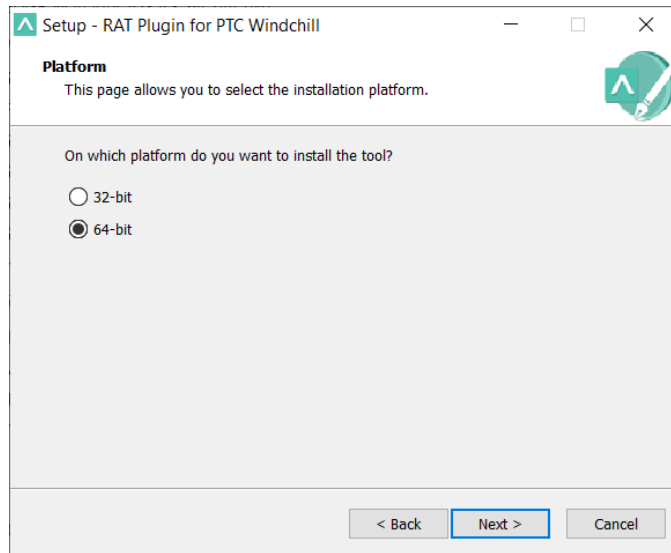 Setup - RAT Plugin for PTC Windchill
Platform
This page allows you to select the installation platform.
On which platform do you want to install the tool?
32-bit
64-bit
< Back
Next >
Cancel